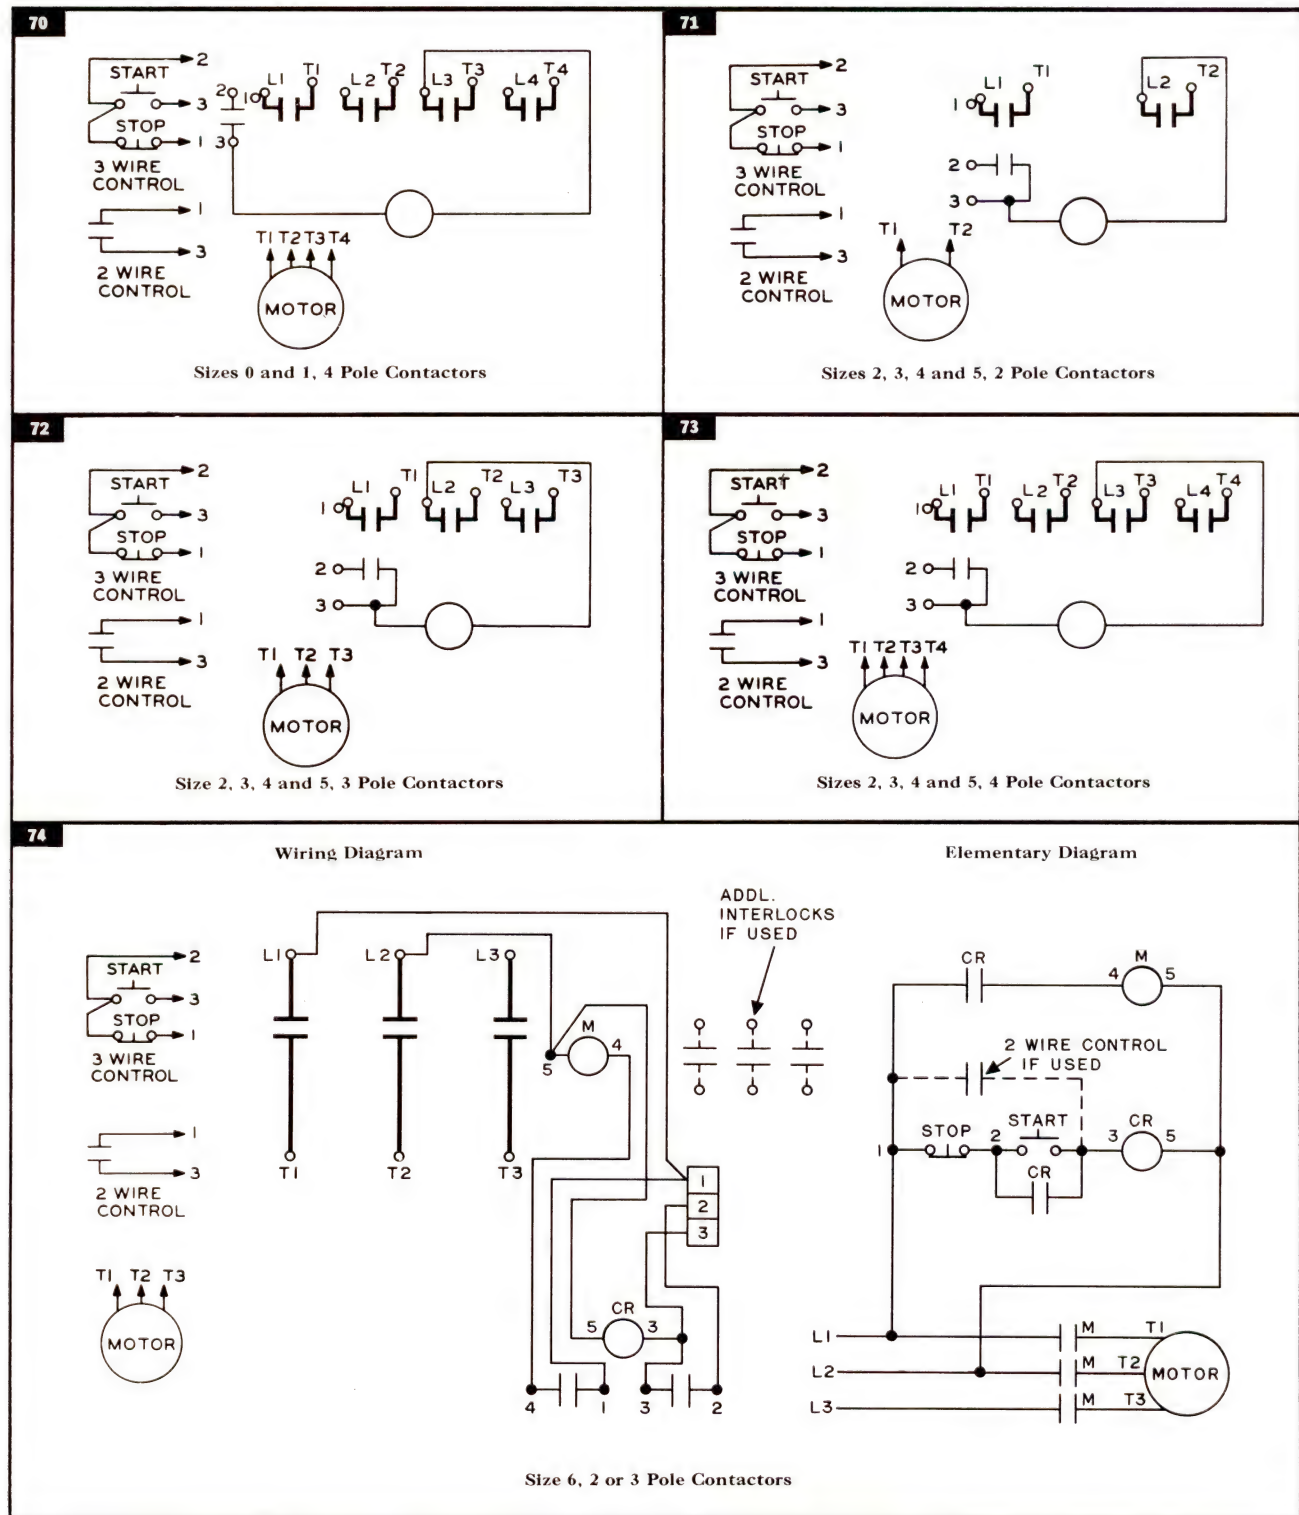 70
2
START
3
STOP
1
3 WIRE
CONTROL
1
3
2 WIRE
CONTROL
2
3
1
L1 T1 L2 T2 L3 T3 L4 T4
T1 T2 T3 T4
MOTOR
Sizes 0 and 1, 4 Pole Contactors
71
2
START
3
STOP
1
3 WIRE
CONTROL
1
3
2 WIRE
CONTROL
1 L1 T1 L2 T2
2
3
T1 T2
MOTOR
Sizes 2, 3, 4 and 5, 2 Pole Contactors
72
2
START
3
STOP
1
3 WIRE
CONTROL
1
3
2 WIRE
CONTROL
1 L1 T1 L2 T2 L3 T3
2
3
T1 T2 T3
MOTOR
Size 2, 3, 4 and 5, 3 Pole Contactors
73
2
START
3
STOP
1
3 WIRE
CONTROL
1
3
2 WIRE
CONTROL
1 L1 T1 L2 T2 L3 T3 L4 T4
2
3
T1 T2 T3 T4
MOTOR
Sizes 2, 3, 4 and 5, 4 Pole Contactors
74
Wiring Diagram
2
START
3
STOP
1
3 WIRE
CONTROL
1
3
2 WIRE
CONTROL
T1 T2 T3
MOTOR
L1 L2 L3
T1 T2 T3
M
5 4
ADDL.
INTERLOCKS
IF USED
1
2
3
CR
5 3
4 1 3 2
Elementary Diagram
CR
M
4 5
2 WIRE CONTROL
IF USED
1 STOP 2 START 3 CR 5
CR
L1 M T1
L2 M T2
L3 M T3
MOTOR
Size 6, 2 or 3 Pole Contactors